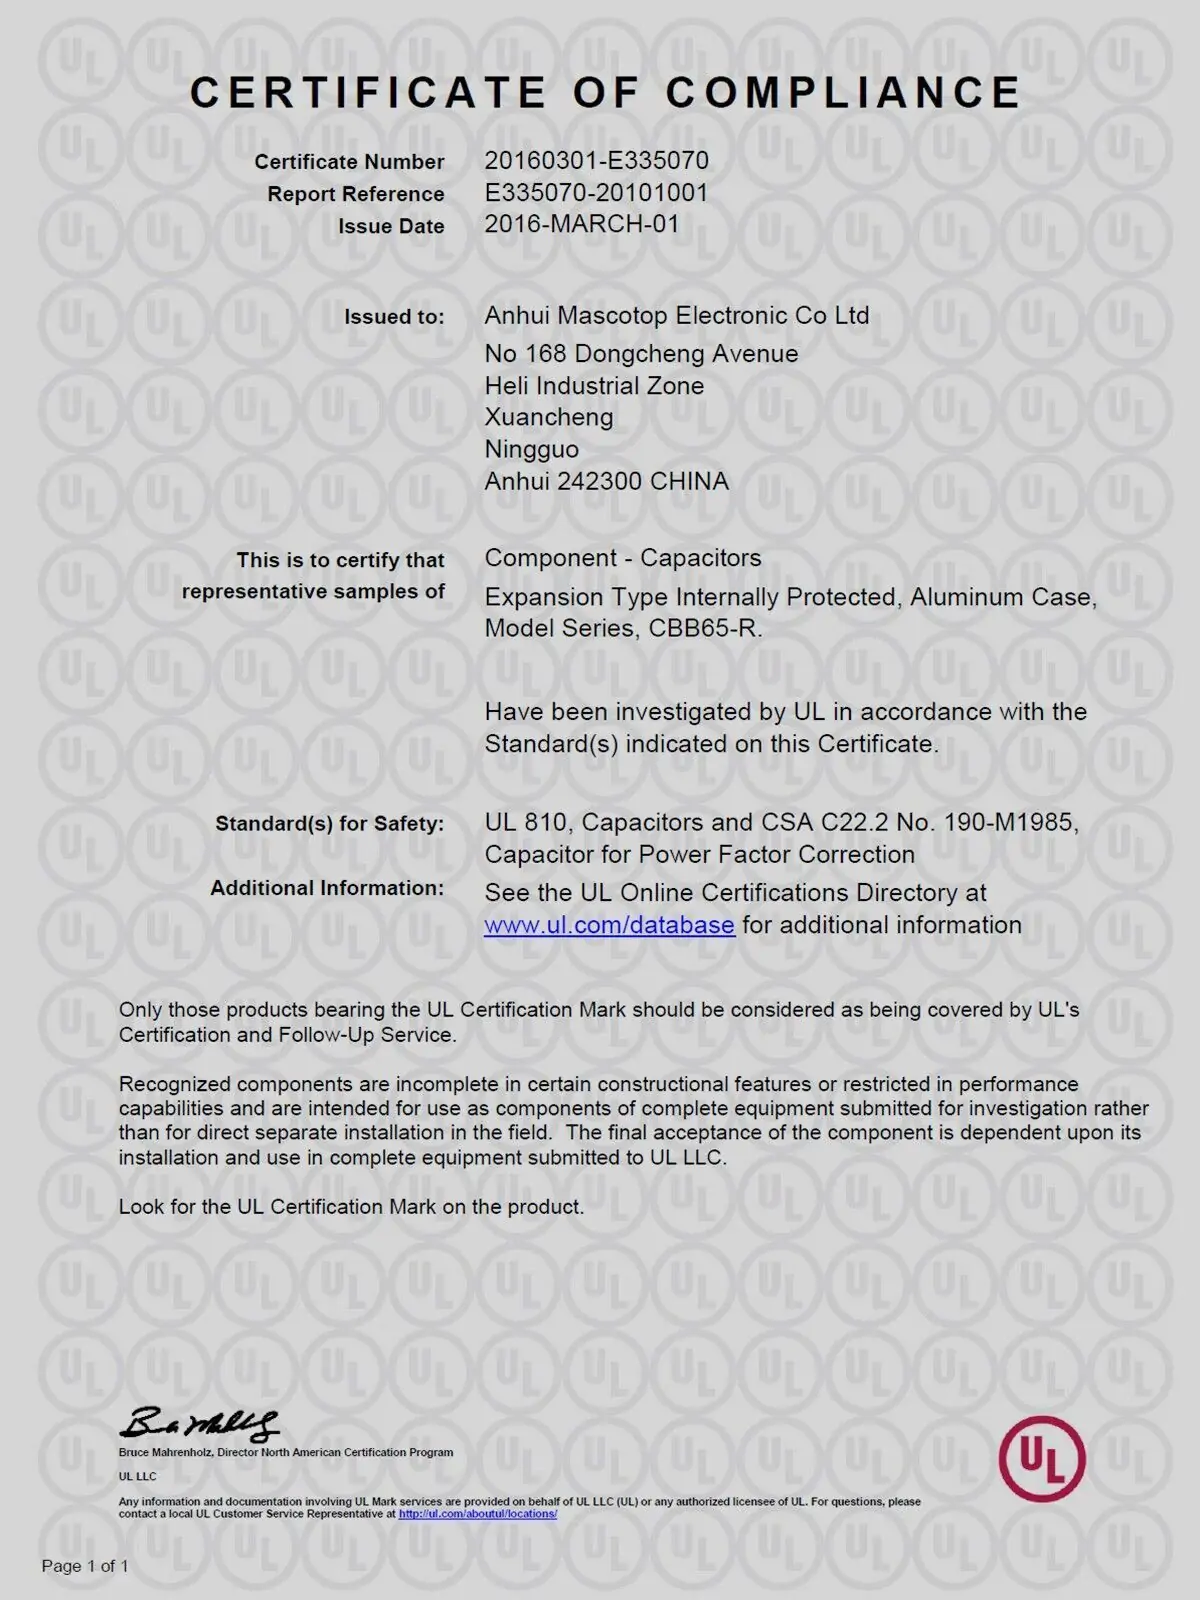 CERTIFICATE OF COMPLIANCE
Certificate Number 20160301-E335070
Report Reference E335070-20101001
Issue Date 2016-MARCH-01
Issued to: Anhui Mascotop Electronic Co Ltd
No 168 Dongcheng Avenue
Heli Industrial Zone
Xuancheng
Ningguo
Anhui 242300 CHINA
This is to certify that Component - Capacitors
representative samples of Expansion Type Internally Protected, Aluminum Case,
Model Series, CBB65-R.
Have been investigated by UL in accordance with the
Standard(s) indicated on this Certificate.
Standard(s) for Safety: UL 810, Capacitors and CSA C22.2 No. 190-M1985,
Capacitor for Power Factor Correction
Additional Information: See the UL Online Certifications Directory at
www.ul.com/database for additional information
Only those products bearing the UL Certification Mark should be considered as being covered by UL's
Certification and Follow-Up Service.
Recognized components are incomplete in certain constructional features or restricted in performance
capabilities and are intended for use as components of complete equipment submitted for investigation rather
than for direct separate installation in the field. The final acceptance of the component is dependent upon its
installation and use in complete equipment submitted to UL LLC.
Look for the UL Certification Mark on the product.
Bruce Mahrenholz, Director North American Certification Program
UL LLC
Any information and documentation involving UL Mark services are provided on behalf of UL LLC (UL) or any authorized licensee of UL. For questions, please
contact a local UL Customer Service Representative at http://ul.com/aboutul/locations/
UL
Page 1 of 1